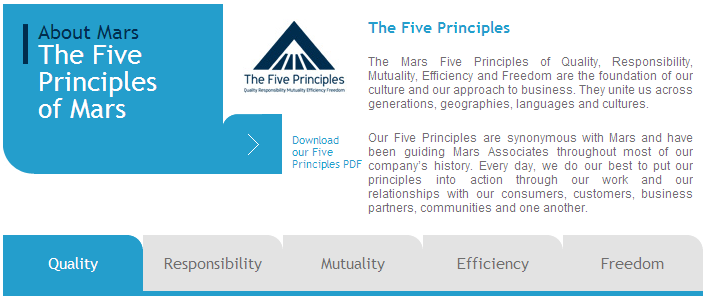 About Mars
The Five
Principles
of Mars
The Five Principles
Quality Responsibility Mutuality Efficiency Freedom
Download
our Five
Principles PDF
The Five Principles
The Mars Five Principles of Quality, Responsibility,
Mutuality, Efficiency and Freedom are the foundation of our
culture and our approach to business. They unite us across
generations, geographies, languages and cultures.
Our Five Principles are synonymous with Mars and have
been guiding Mars Associates throughout most of our
company's history. Every day, we do our best to put our
principles into action through our work and our
relationships with our consumers, customers, business
partners, communities and one another.
Quality
Responsibility
Mutuality
Efficiency
Freedom